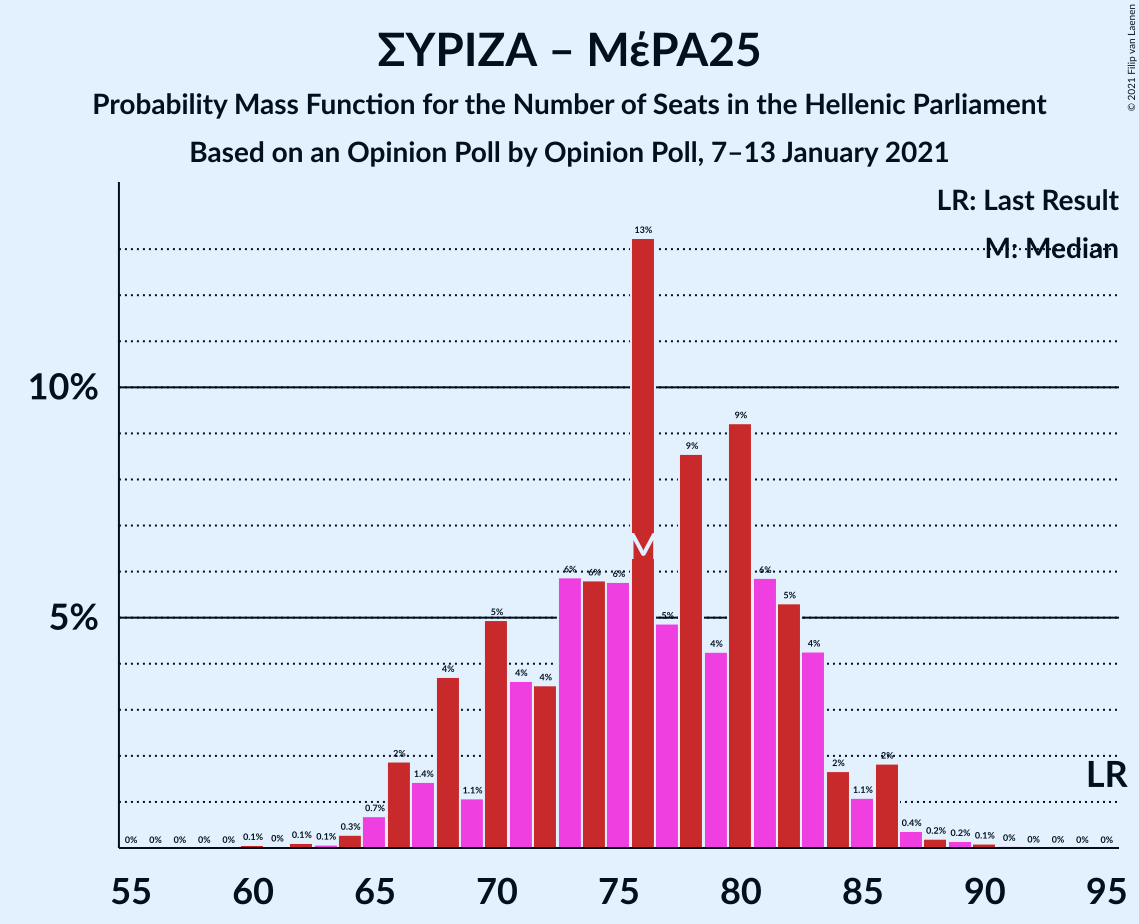 ΣΥΡΙΖΑ – ΜέΡΑ25
Probability Mass Function for the Number of Seats in the Hellenic Parliament
Based on an Opinion Poll by Opinion Poll, 7–13 January 2021
© 2021 Filip van Laenen
LR: Last Result
M: Median
10%
5%
0% 0% 0% 0% 0% 0.1% 0% 0.1% 0.1% 0.3% 0.7% 2% 1.4% 4% 1.1% 5% 4% 4% 6% 6% 6% 13% 5% 9% 4% 9% 6% 5% 4% 2% 1.1% 2% 0.4% 0.2% 0.2% 0.1% 0% 0% 0% 0% 0%
M
LR
55 60 65 70 75 80 85 90 95